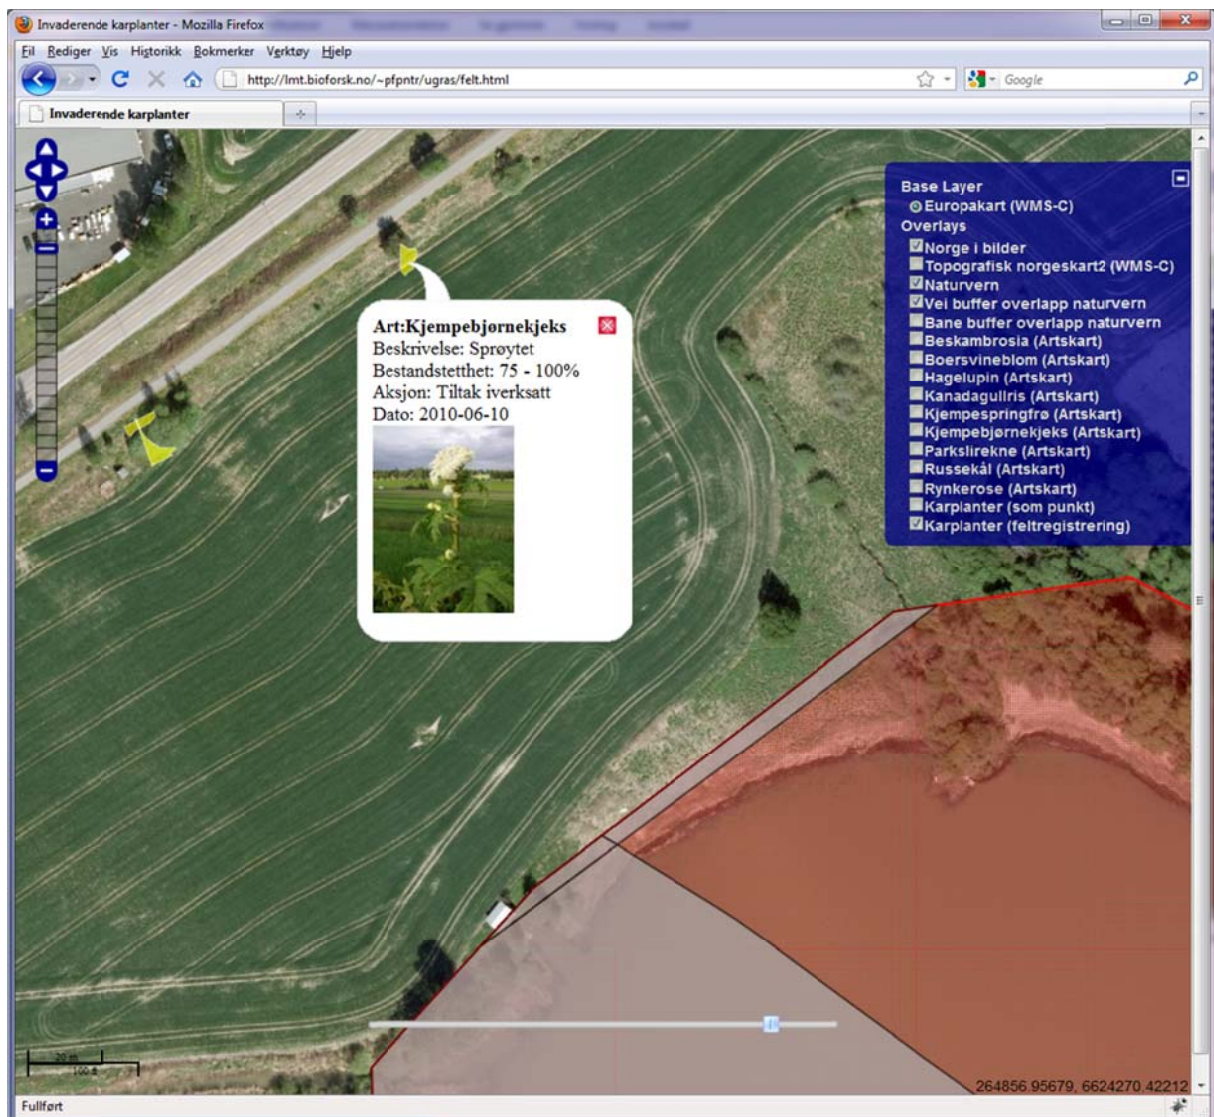 Invaderende karplanter - Mozilla Firefox
Fil Rediger Vis Historikk Bokmerker Verktøy Hjelp
http://lmt.bioforsk.no/~pfpntr/ugras/felt.html
Google
Invaderende karplanter
Base Layer
Europakart (WMS-C)
Overlays
Norge i bilder
Topografisk norgeskart2 (WMS-C)
Naturvern
Vei buffer overlapp naturvern
Bane buffer overlapp naturvern
Beskambrosia (Artskart)
Boersvineblom (Artskart)
Hagelupin (Artskart)
Kanadagullris (Artskart)
Kjempespringfrø (Artskart)
Kjempebjørnekjeks (Artskart)
Parkslirekne (Artskart)
Russekål (Artskart)
Rynkerose (Artskart)
Karplanter (som punkt)
Karplanter (feltregistrering)
Art:Kjempebjørnekjeks
Beskrivelse: Sprøytet
Bestandstetthet: 75 - 100%
Aksjon: Tiltak iverksatt
Dato: 2010-06-10
20 m
100 ft
264856.95679, 6624270.42212
Fullført